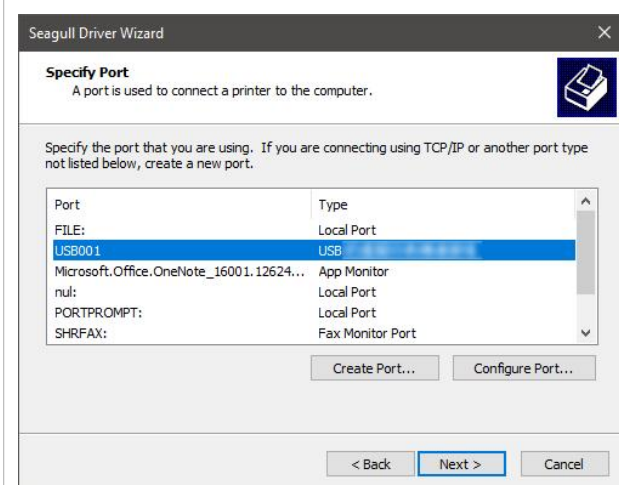 Seagull Driver Wizard
Specify Port
A port is used to connect a printer to the computer.
Specify the port that you are using. If you are connecting using TCP/IP or another port type
not listed below, create a new port.
Port Type
FILE: Local Port
USB001 USB
Microsoft.Office.OneNote_16001.12624... App Monitor
nul: Local Port
PORTPROMPT: Local Port
SHRFAX: Fax Monitor Port
Create Port... Configure Port...
< Back Next > Cancel